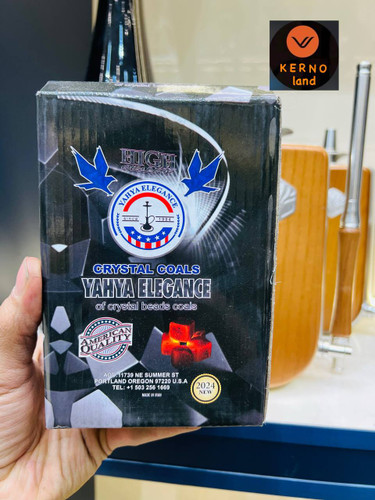 KERNO
land
HIGH
YAHYA ELEGANCE
CRYSTAL COALS
YAHYA ELEGANCE
of crystal beads coals
AMERICAN
QUALITY
11739 NE SUMMER ST
PORTLAND OREGON 97220 U.S.A
TEL: +1 503 256 1669
2024
NEW